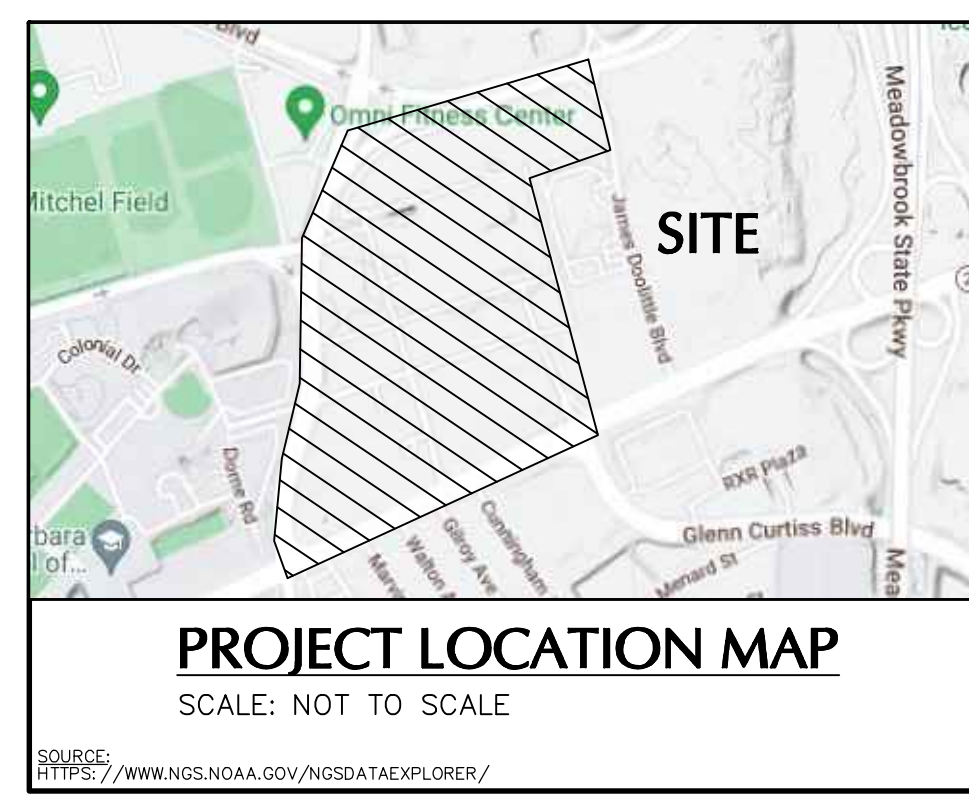 Blvd
Omni Fitness Center
Mitchel Field
Meadowbrook State Pkwy
James Doolittle Blvd
SITE
Colonial Dr
Dome Rd
RXR Plaza
Glenn Curtiss Blvd
Cunningham
Gilroy Ave
Walton
Menard St
of...
PROJECT LOCATION MAP
SCALE: NOT TO SCALE
SOURCE:
HTTPS: //WWW.NGS.NOAA.GOV/NGSDATAEXPLORER/